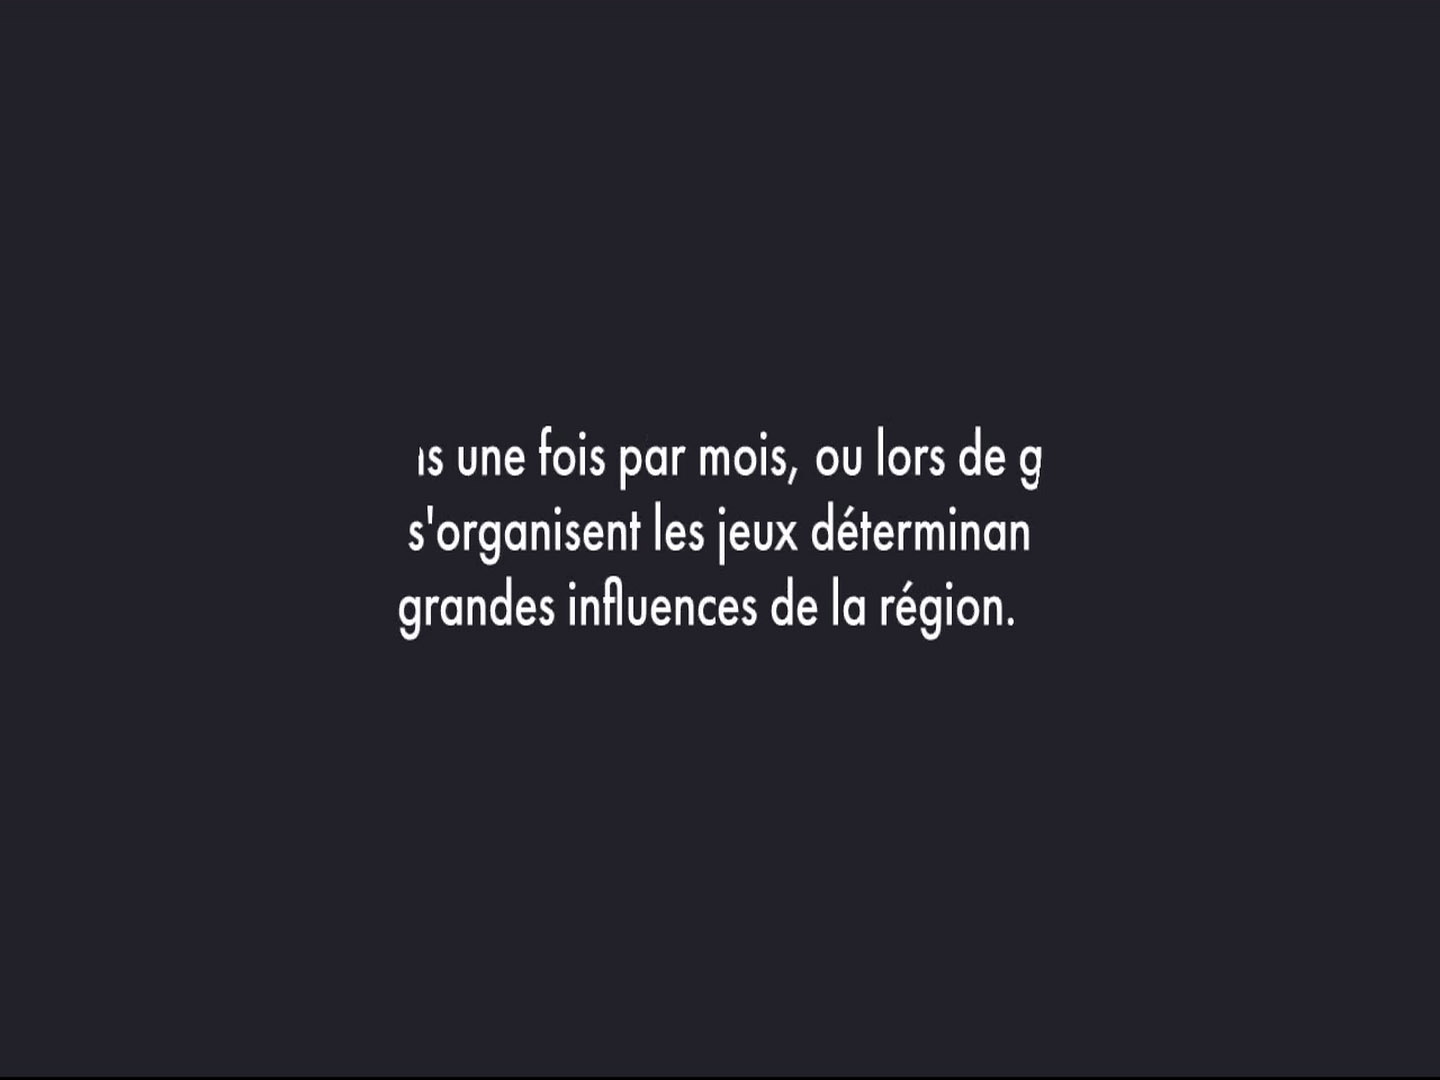 une fois par mois, ou lors de g
s'organisent les jeux déterminan
grandes influences de la région.